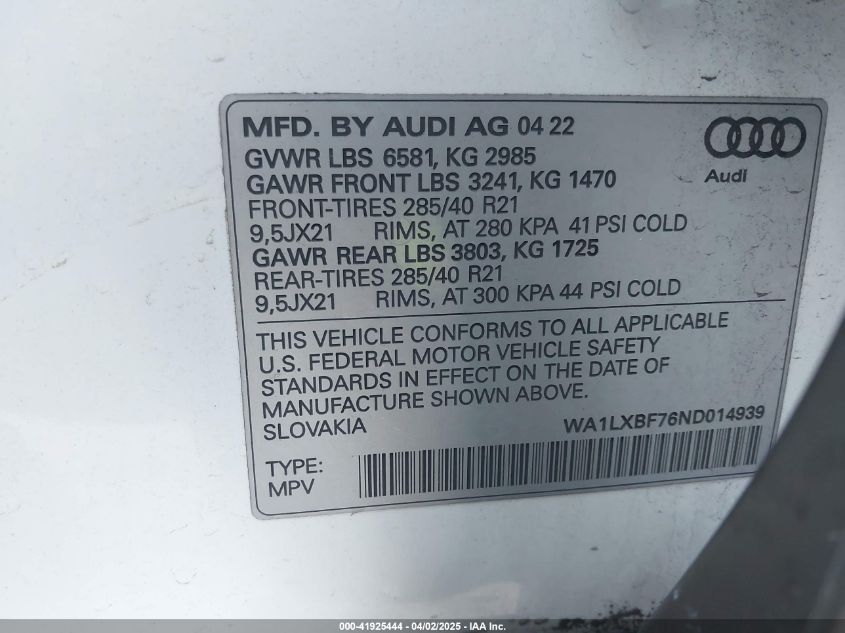 MFD. BY AUDI AG 04 22
GVWR LBS 6581, KG 2985
GAWR FRONT LBS 3241, KG 1470
FRONT-TIRES 285/40 R21
9,5JX21 RIMS, AT 280 KPA 41 PSI COLD
GAWR REAR LBS 3803, KG 1725
REAR-TIRES 285/40 R21
9,5JX21 RIMS, AT 300 KPA 44 PSI COLD
Audi
THIS VEHICLE CONFORMS TO ALL APPLICABLE
U.S. FEDERAL MOTOR VEHICLE SAFETY
STANDARDS IN EFFECT ON THE DATE OF
MANUFACTURE SHOWN ABOVE.
SLOVAKIA WA1LXBF76ND014939
TYPE:
MPV
000-41925444 - 04/02/2025 - IAA Inc.